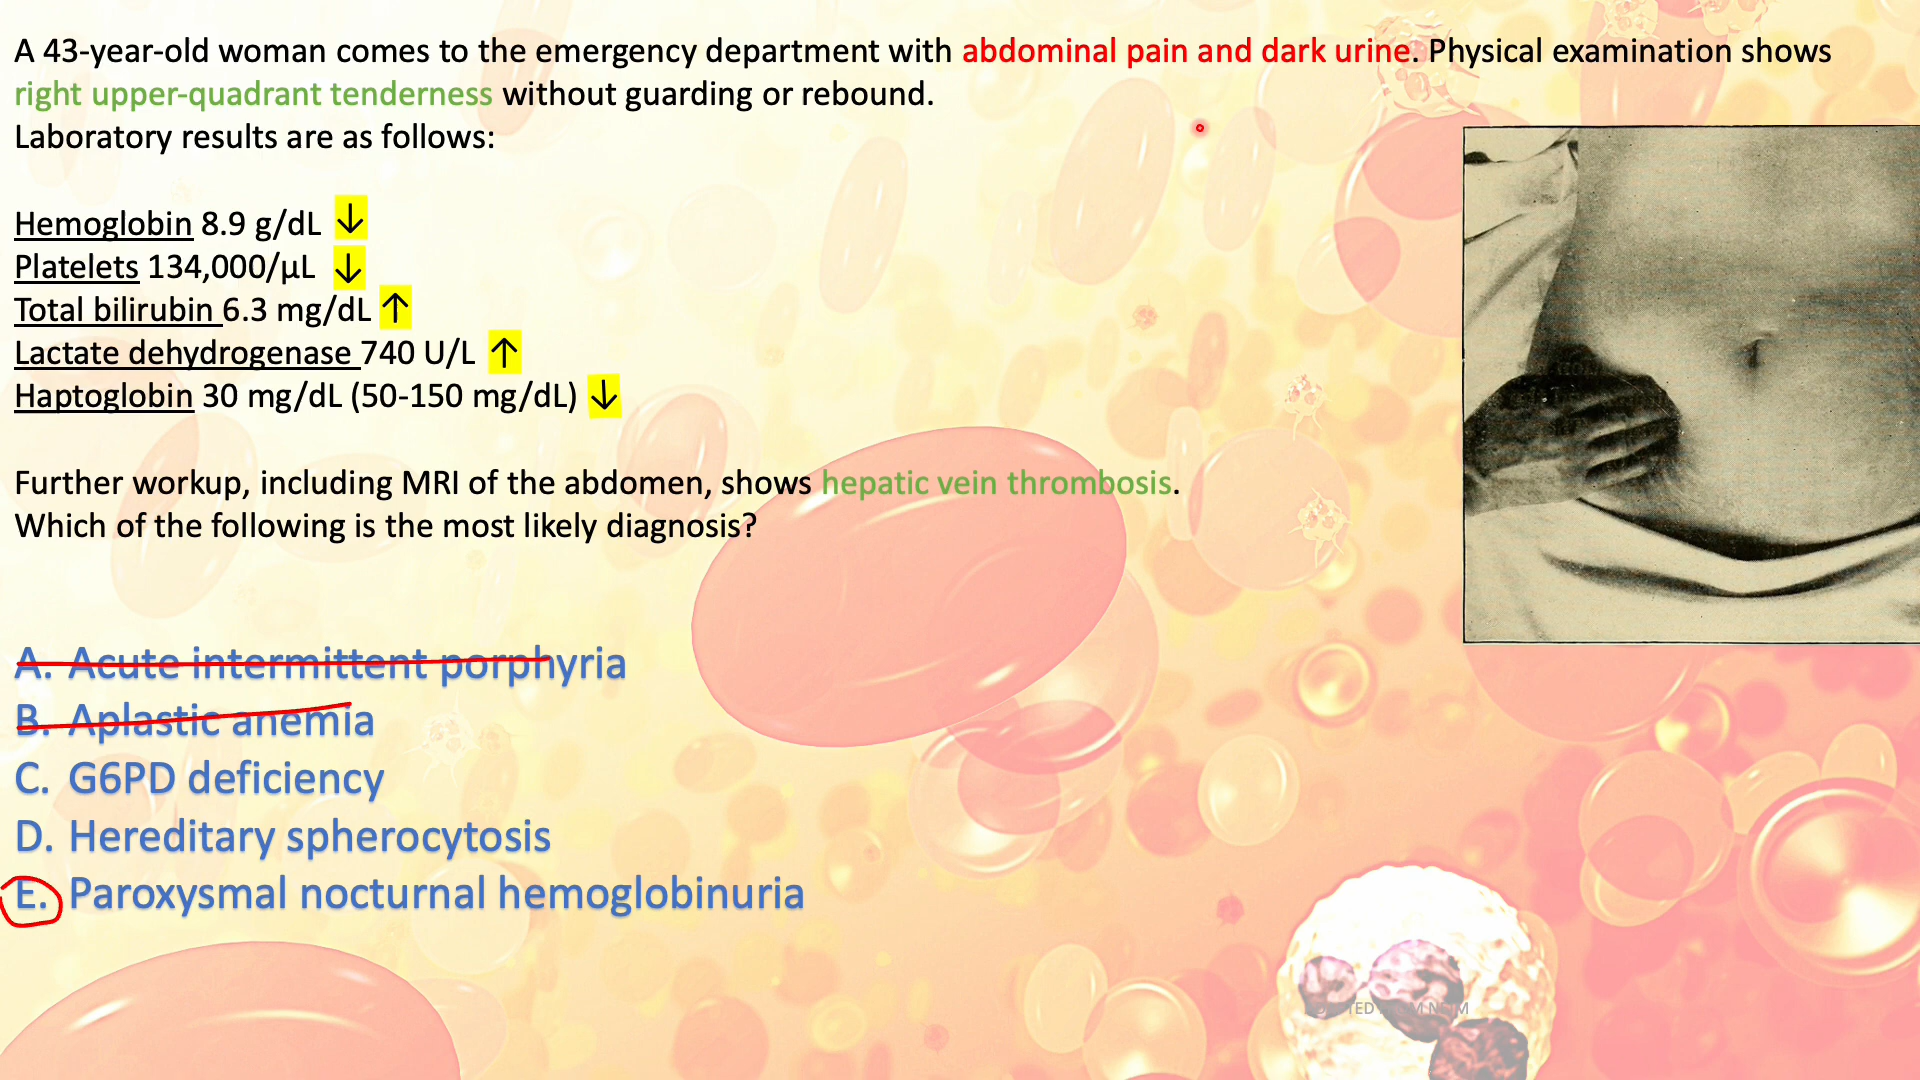 A 43-year-old woman comes to the emergency department with abdominal pain and dark urine. Physical examination shows
right upper-quadrant tenderness without guarding or rebound.
Laboratory results are as follows:
Hemoglobin 8.9 g/dL ↓
Platelets 134,000/µL ↓
Total bilirubin 6.3 mg/dL ↑
Lactate dehydrogenase 740 U/L ↑
Haptoglobin 30 mg/dL (50-150 mg/dL) ↓
Further workup, including MRI of the abdomen, shows hepatic vein thrombosis.
Which of the following is the most likely diagnosis?
A. Acute intermittent porphyria
B. Aplastic anemia
C. G6PD deficiency
D. Hereditary spherocytosis
E. Paroxysmal nocturnal hemoglobinuria